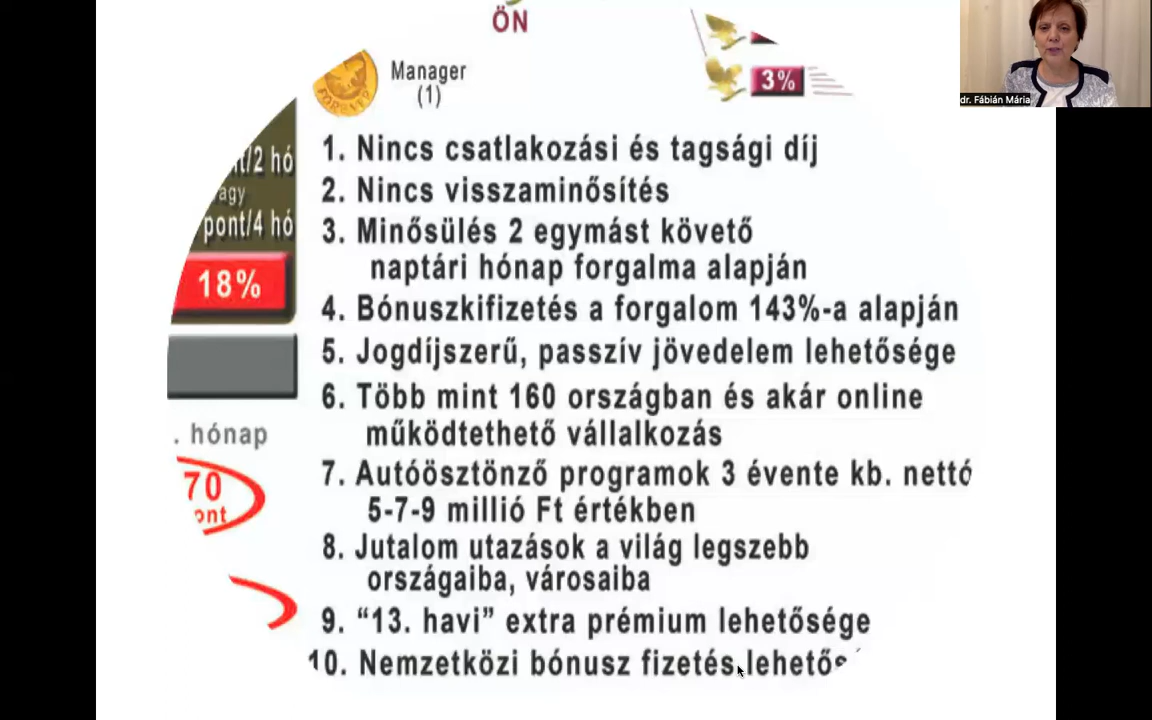 ÖN
Manager
(1)
FOREVER
3%
dr. Fábián Mária
/2 hó
pont/4 hó
18%
. hónap
70
1. Nincs csatlakozási és tagsági díj
2. Nincs visszaminősítés
3. Minősülés 2 egymást követő
naptári hónap forgalma alapján
4. Bónuszkifizetés a forgalom 143%-a alapján
5. Jogdíjszerű, passzív jövedelem lehetősége
6. Több mint 160 országban és akár online
működtethető vállalkozás
7. Autóösztönző programok 3 évente kb. nettó
5-7-9 millió Ft értékben
8. Jutalom utazások a világ legszebb
országaiba, városaiba
9. “13. havi” extra prémium lehetősége
10. Nemzetközi bónusz fizetés